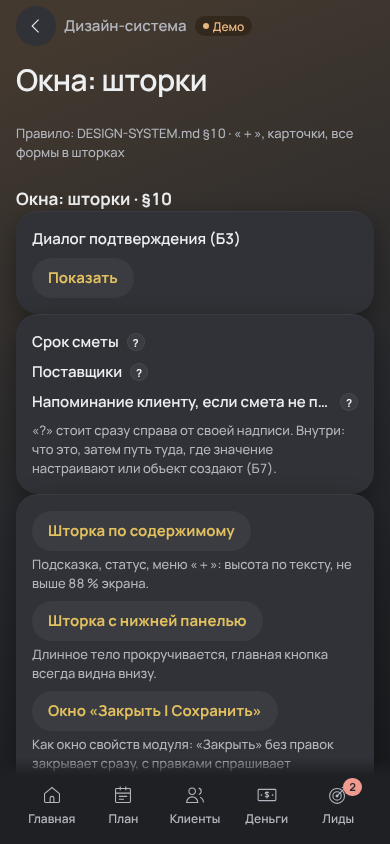 Дизайн-система
Демо
Окна: шторки
Правило: DESIGN-SYSTEM.md §10 · « + », карточки, все
формы в шторках
Окна: шторки · §10
Диалог подтверждения (Б3)
Показать
Срок сметы ?
Поставщики ?
Напоминание клиенту, если смета не п... ?
«?» стоит сразу справа от своей надписи. Внутри:
что это, затем путь туда, где значение
настраивают или объект создают (Б7).
Шторка по содержимому
Подсказка, статус, меню « + »: высота по тексту, не
выше 88 % экрана.
Шторка с нижней панелью
Длинное тело прокручивается, главная кнопка
всегда видна внизу.
Окно «Закрыть | Сохранить»
Как окно свойств модуля: «Закрыть» без правок
закрывает сразу, с правками спрашивает
2
Главная План Клиенты Деньги Лиды